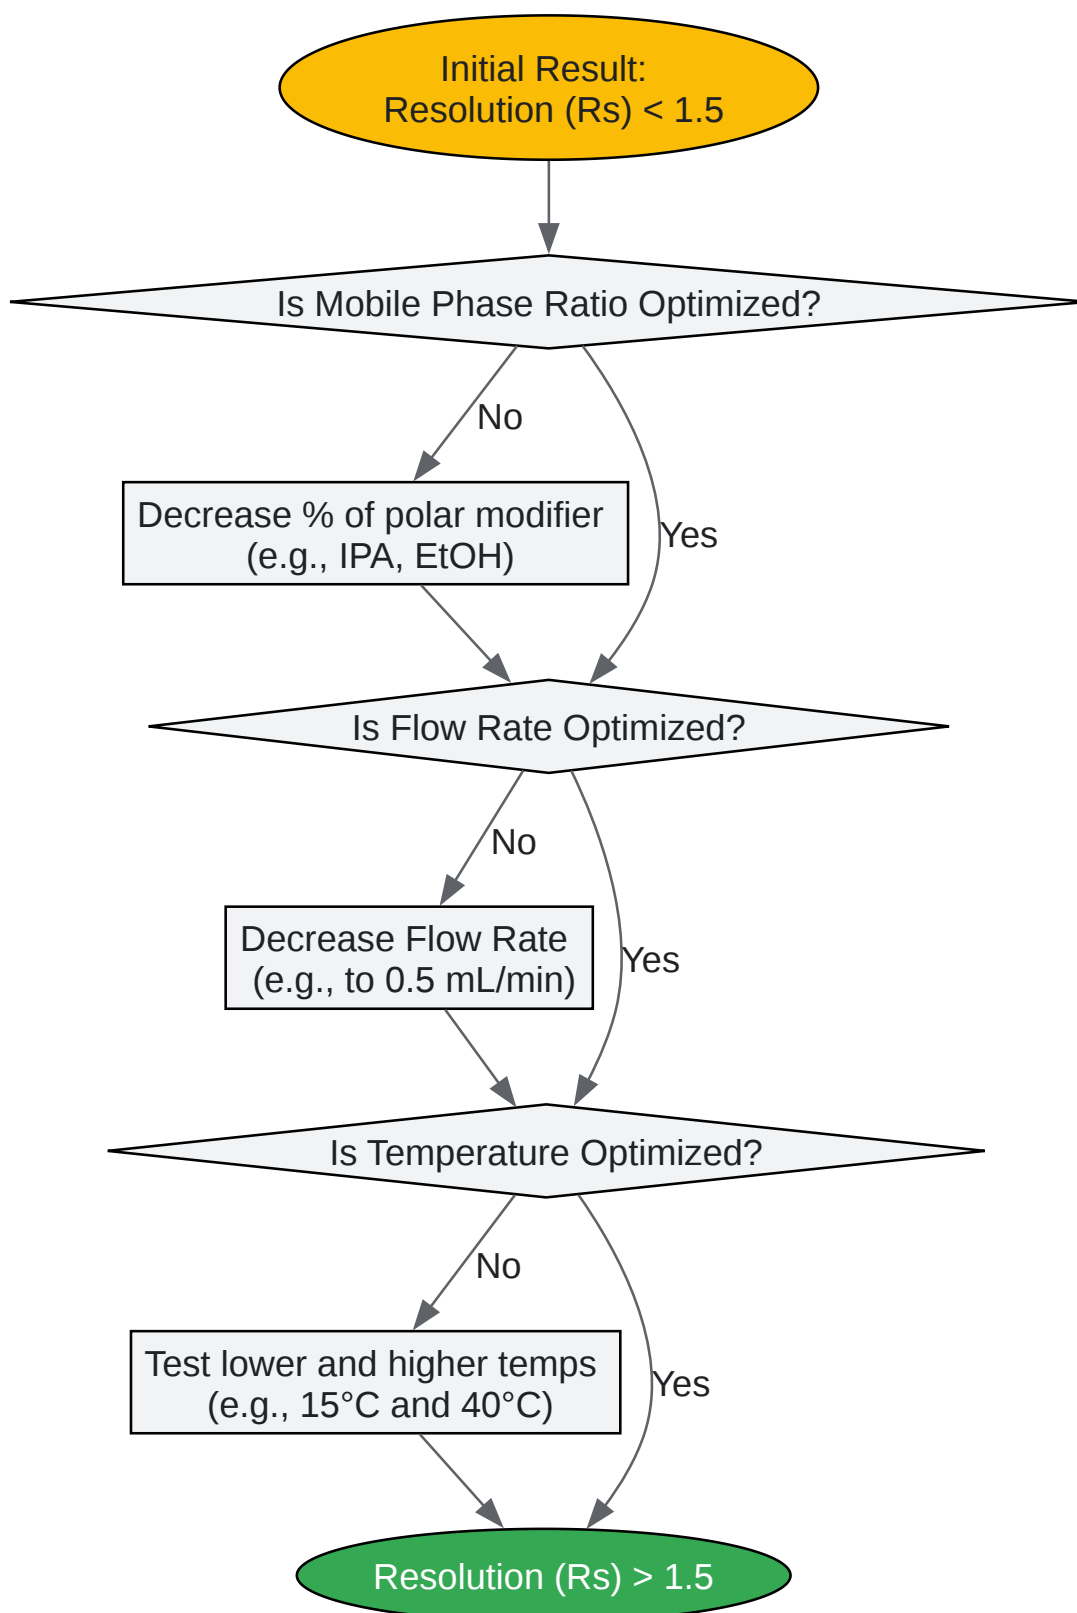 Initial Result:
Resolution (Rs) < 1.5
Is Mobile Phase Ratio Optimized?
No
Decrease % of polar modifier
(e.g., IPA, EtOH)
Yes
Is Flow Rate Optimized?
No
Decrease Flow Rate
(e.g., to 0.5 mL/min)
Yes
Is Temperature Optimized?
No
Test lower and higher temps
(e.g., 15°C and 40°C)
Yes
Resolution (Rs) > 1.5